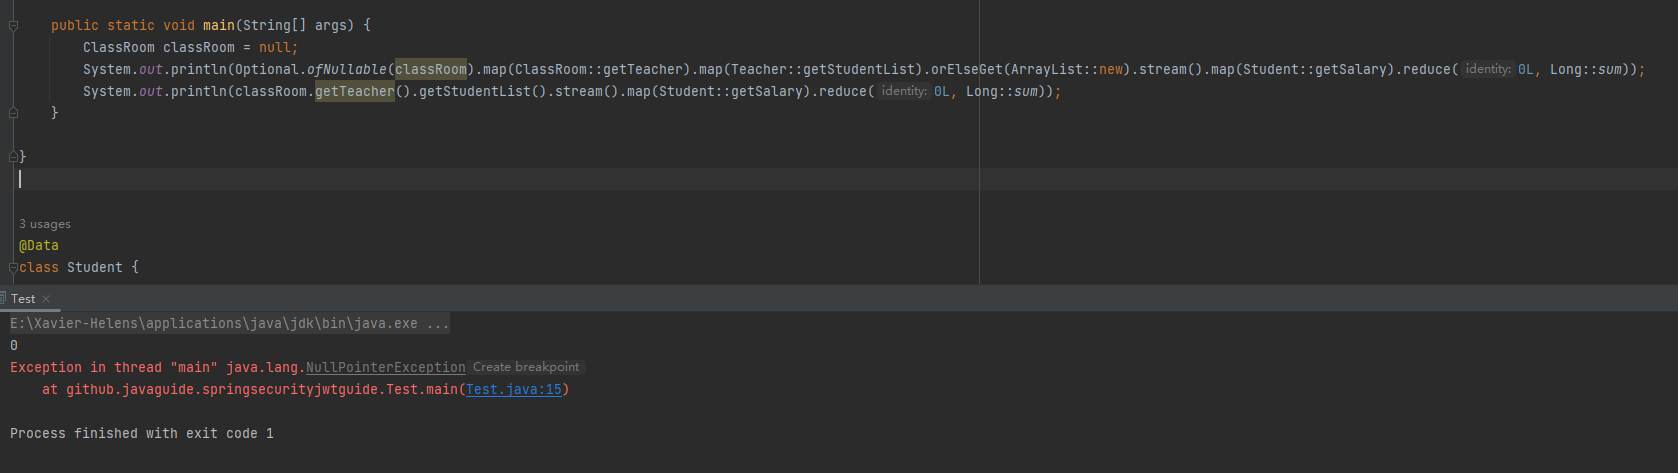 public static void main(String[] args) {
ClassRoom classRoom = null;
System.out.println(Optional.ofNullable(classRoom).map(ClassRoom::getTeacher).map(Teacher::getStudentList).orElseGet(ArrayList::new).stream().map(Student::getSalary).reduce( identity: 0L, Long::sum));
System.out.println(classRoom.getTeacher().getStudentList().stream().map(Student::getSalary).reduce( identity: 0L, Long::sum));
}
}
3 usages
@Data
class Student {
Test ×
E:\Xavier-Helens\applications\java\jdk\bin\java.exe ...
0
Exception in thread "main" java.lang.NullPointerException Create breakpoint
at github.javaguide.springsecurityjwtguide.Test.main(Test.java:15)
Process finished with exit code 1